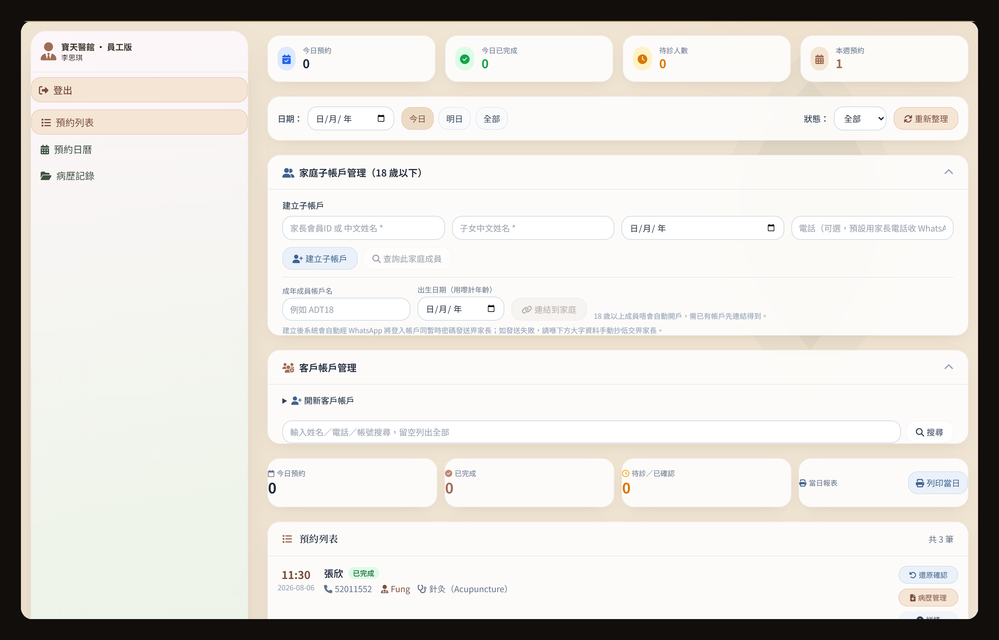 寶天醫館 · 員工版
李思琪
登出
預約列表
預約日曆
病歷記錄
今日預約
0
今日已完成
0
待診人數
0
本週預約
1
日期：
日/月/年
今日
明日
全部
狀態：
全部
重新整理
家庭子帳戶管理（18 歲以下）
建立子帳戶
家長會員ID 或 中文姓名 *
子女中文姓名 *
日/月/年
電話（可選，預設用家長電話收 WhatsA
建立子帳戶
查詢此家庭成員
成年成員帳戶名
出生日期（用嚟計年齡）
例如 ADT18
日/月/年
連結到家庭
18 歲以上成員唔會自動開戶，需已有帳戶先連結得到。
建立後系統會自動經 WhatsApp 將登入帳戶同暫時密碼發送畀家長；如發送失敗，請喺下方大字資料手動抄低交畀家長。
客戶帳戶管理
開新客戶帳戶
輸入姓名／電話／帳號搜尋，留空列出全部
搜尋
今日預約
0
已完成
0
待診／已確認
0
當日報表
列印當日
預約列表
共 3 筆
11:30
2026-08-06
張欣
已完成
52011552
Fung
針灸（Acupuncture）
還原確認
病歷管理